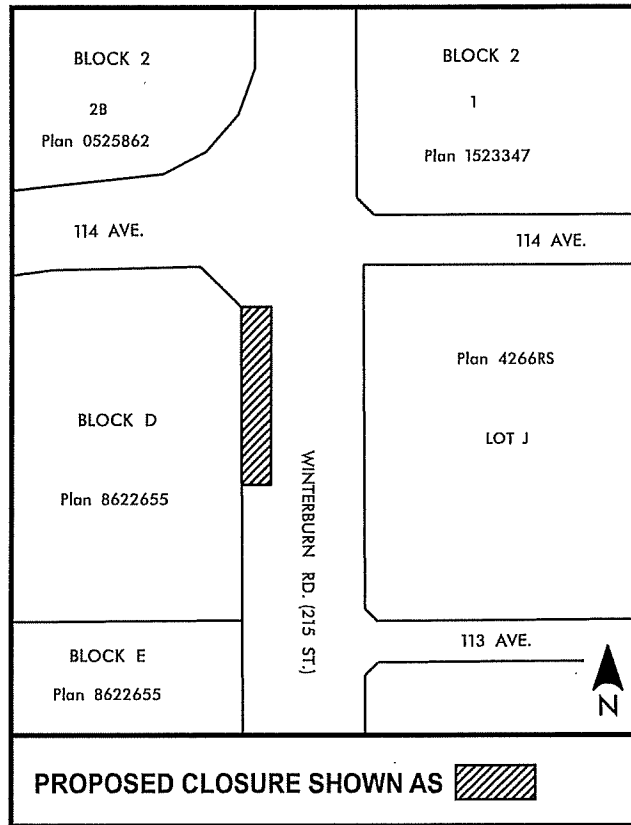 BLOCK 2
2B
Plan 0525862
BLOCK 2
1
Plan 1523347
114 AVE.
114 AVE.
Plan 4266RS
LOT J
BLOCK D
Plan 8622655
WINTERBURN RD. (215 ST.)
BLOCK E
Plan 8622655
113 AVE.
N
PROPOSED CLOSURE SHOWN AS